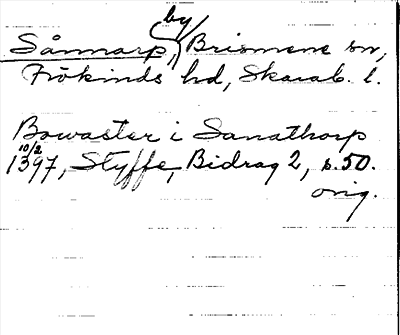 by
Sånnarp, Brismene sn,
Frökinds hd, Skarab. l.
Bowaster i Sanathorp
10/2
1397, Styffe, Bidrag 2, s. 50.
orig.